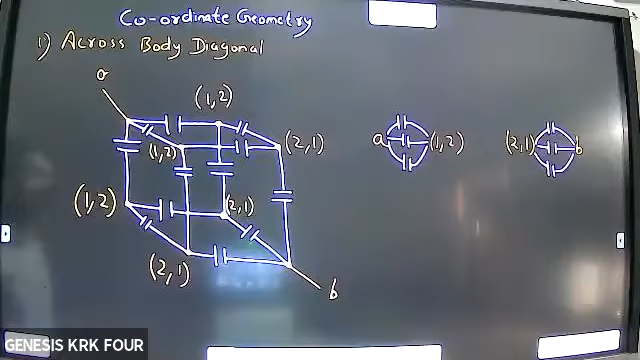 Co-ordinate Geometry
1) Across Body Diagonal
a
(1,2)
(1,2)
(2,1)
a
(1,2)
(2,1)
b
(1,2)
(2,1)
(2,1)
b
GENESIS KRK FOUR